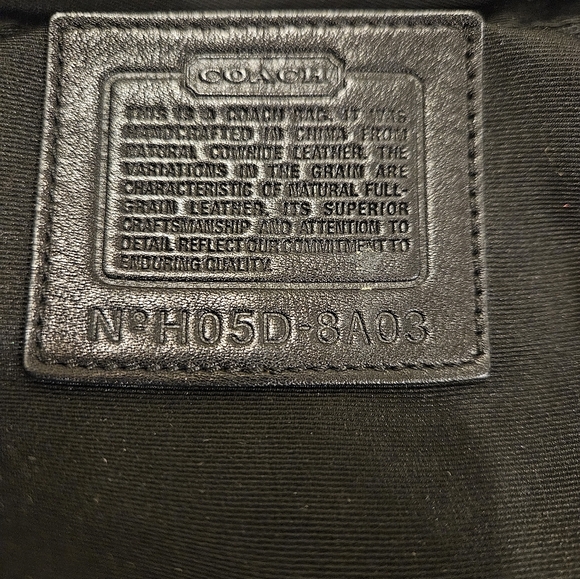 COACH
THIS IS A COACH BAG. IT WAS
HANDCRAFTED IN CHINA FROM
NATURAL COWHIDE LEATHER. THE
VARIATIONS IN THE GRAIN ARE
CHARACTERISTIC OF NATURAL FULL-
GRAIN LEATHER. ITS SUPERIOR
CRAFTSMANSHIP AND ATTENTION TO
DETAIL REFLECT OUR COMMITMENT TO
ENDURING QUALITY.
Nº H05D-8A03